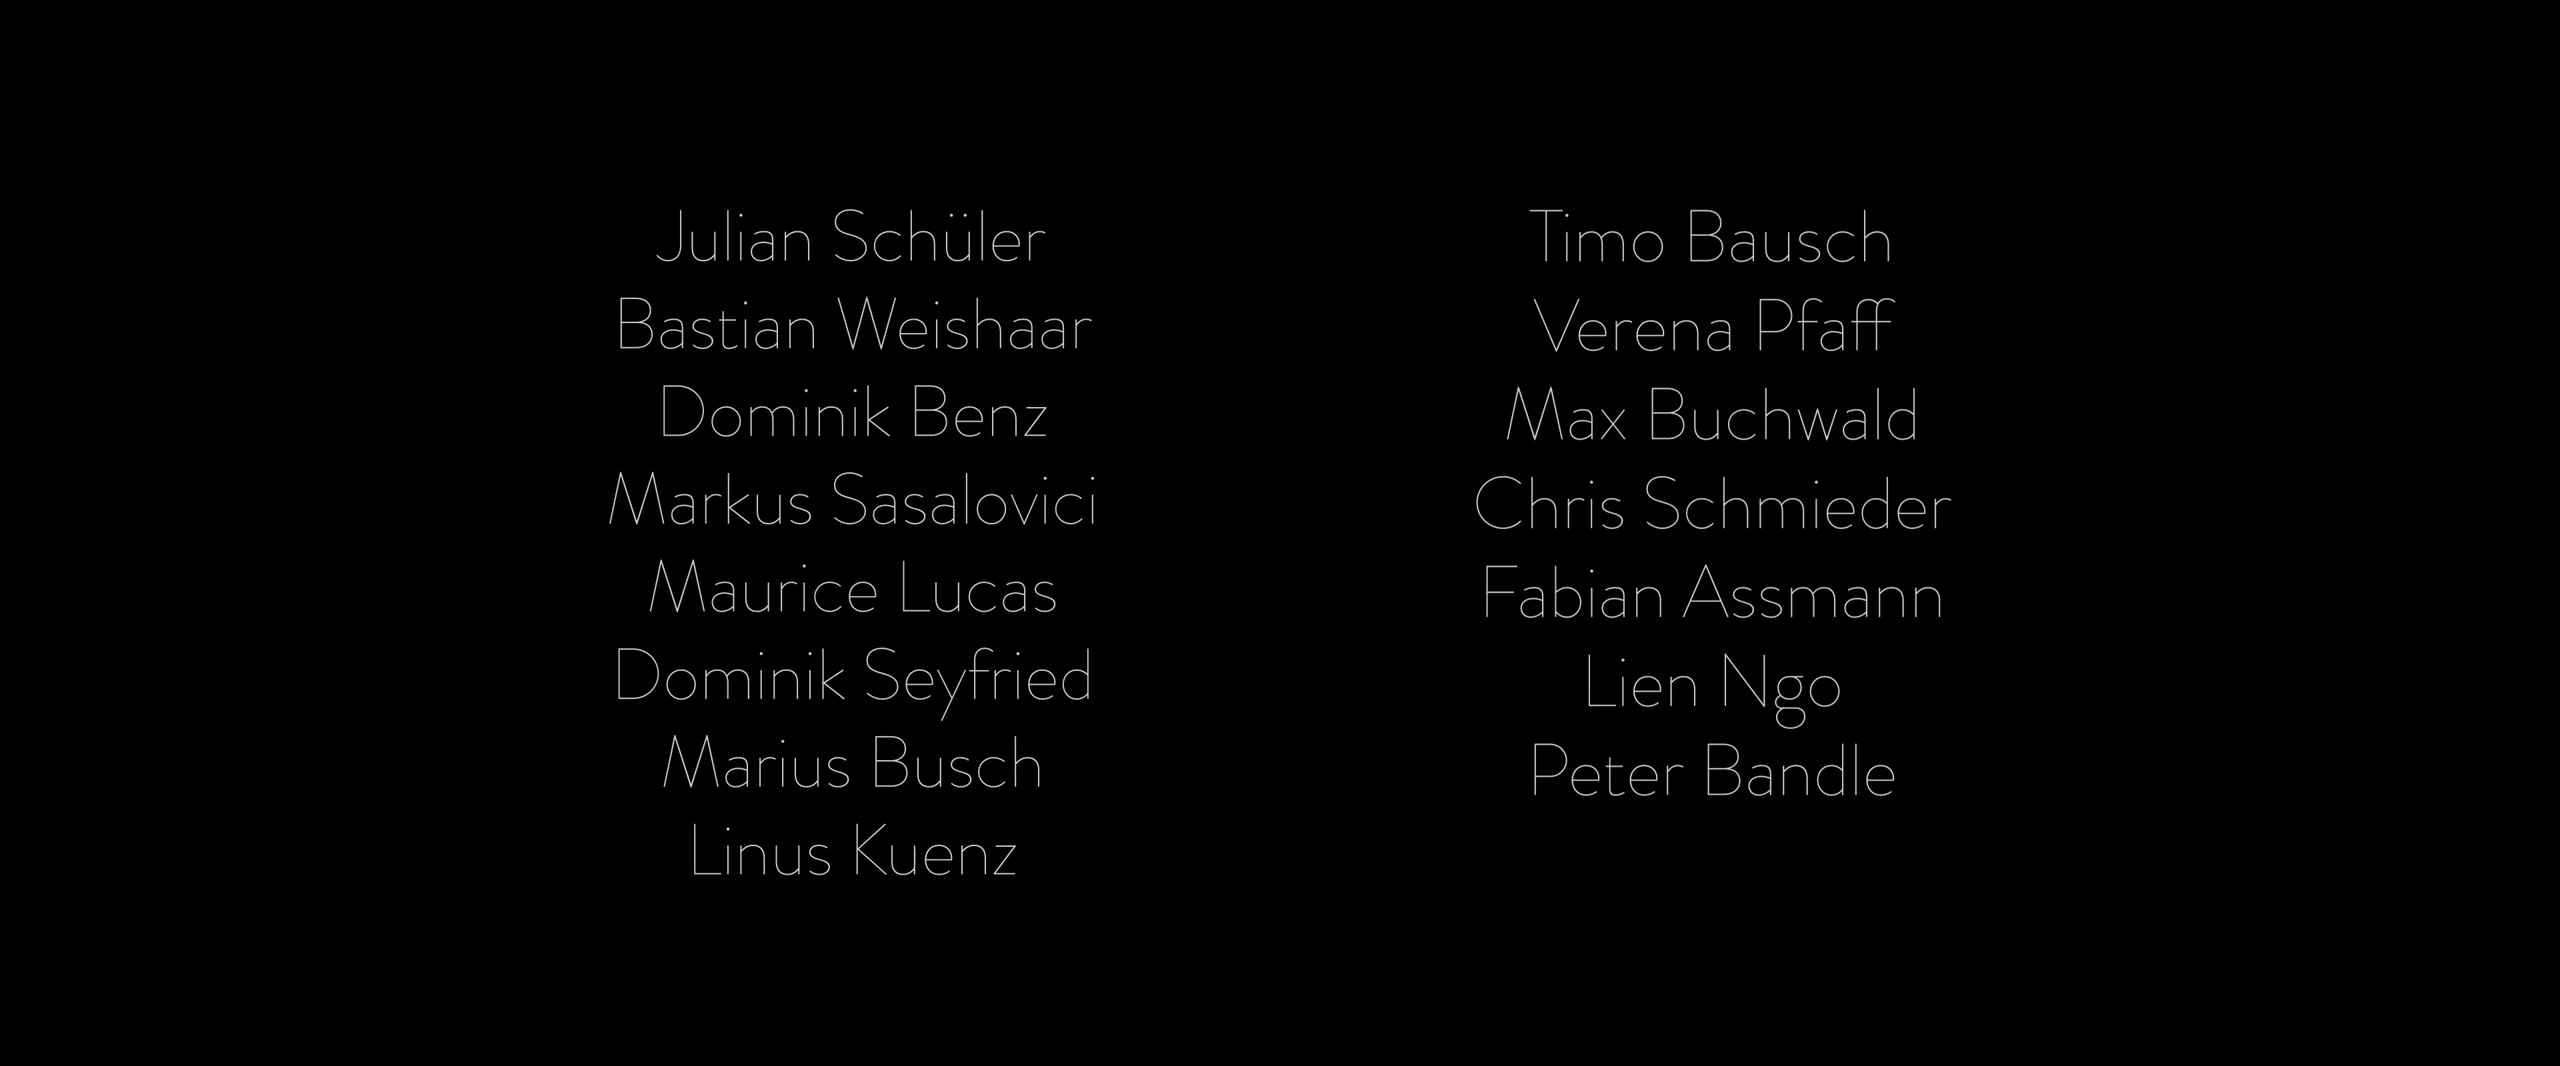 Julian Schüler
Bastian Weishaar
Dominik Benz
Markus Sasalovici
Maurice Lucas
Dominik Seyfried
Marius Busch
Linus Kuenz
Timo Bausch
Verena Pfaff
Max Buchwald
Chris Schmieder
Fabian Assmann
Lien Ngo
Peter Bandle